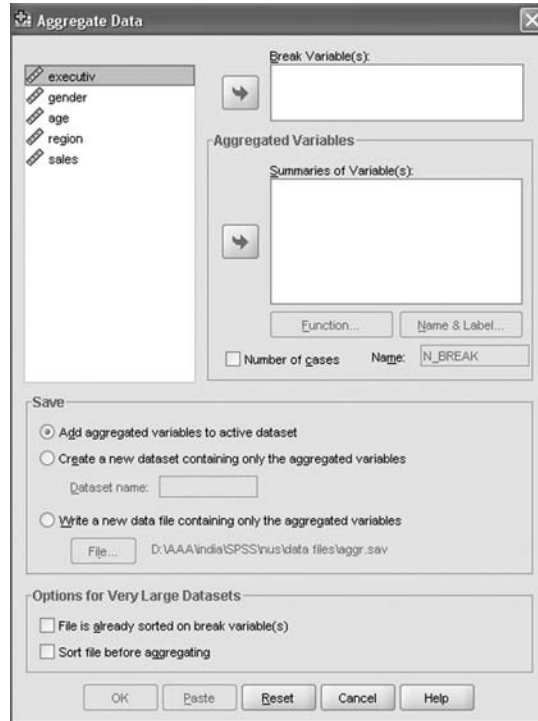 Aggregate Data
executiv
gender
age
region
sales
Break Variable(s):
Aggregated Variables
Summaries of Variable(s):
Function...
Name & Label...
Number of cases
Name:
N_BREAK
Save
Add aggregated variables to active dataset
Create a new dataset containing only the aggregated variables
Dataset name:
Write a new data file containing only the aggregated variables
File...
D:\AAA\india\SPSS\nus\data files\aggr.sav
Options for Very Large Datasets
File is already sorted on break variable(s)
Sort file before aggregating
OK
Paste
Reset
Cancel
Help